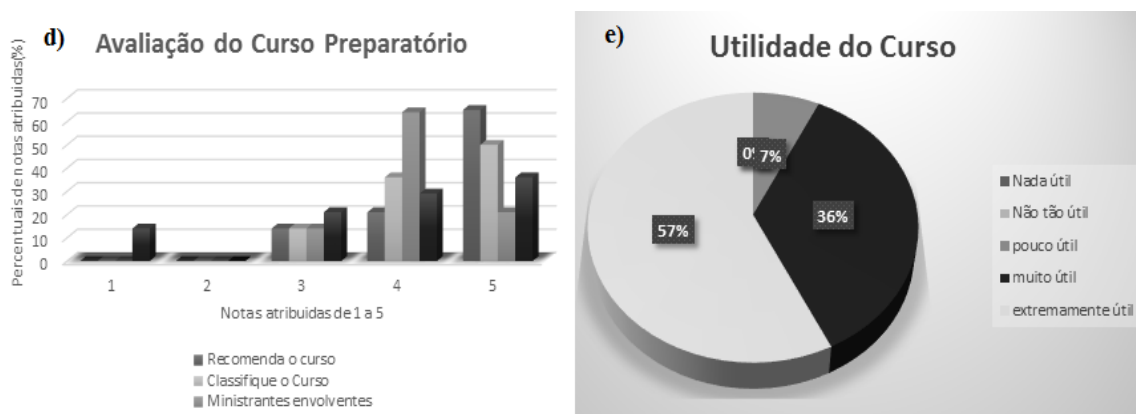 d)
Avaliação do Curso Preparatório
Percentuais de notas atribuidas(%)
70
60
50
40
30
20
10
0
1 2 3 4 5
Notas atribuidas de 1 a 5
Recomenda o curso
Classifique o Curso
Ministrantes envolventes
e)
Utilidade do Curso
0%
7%
36%
57%
Nada útil
Não tão útil
pouco útil
muito útil
extremamente útil